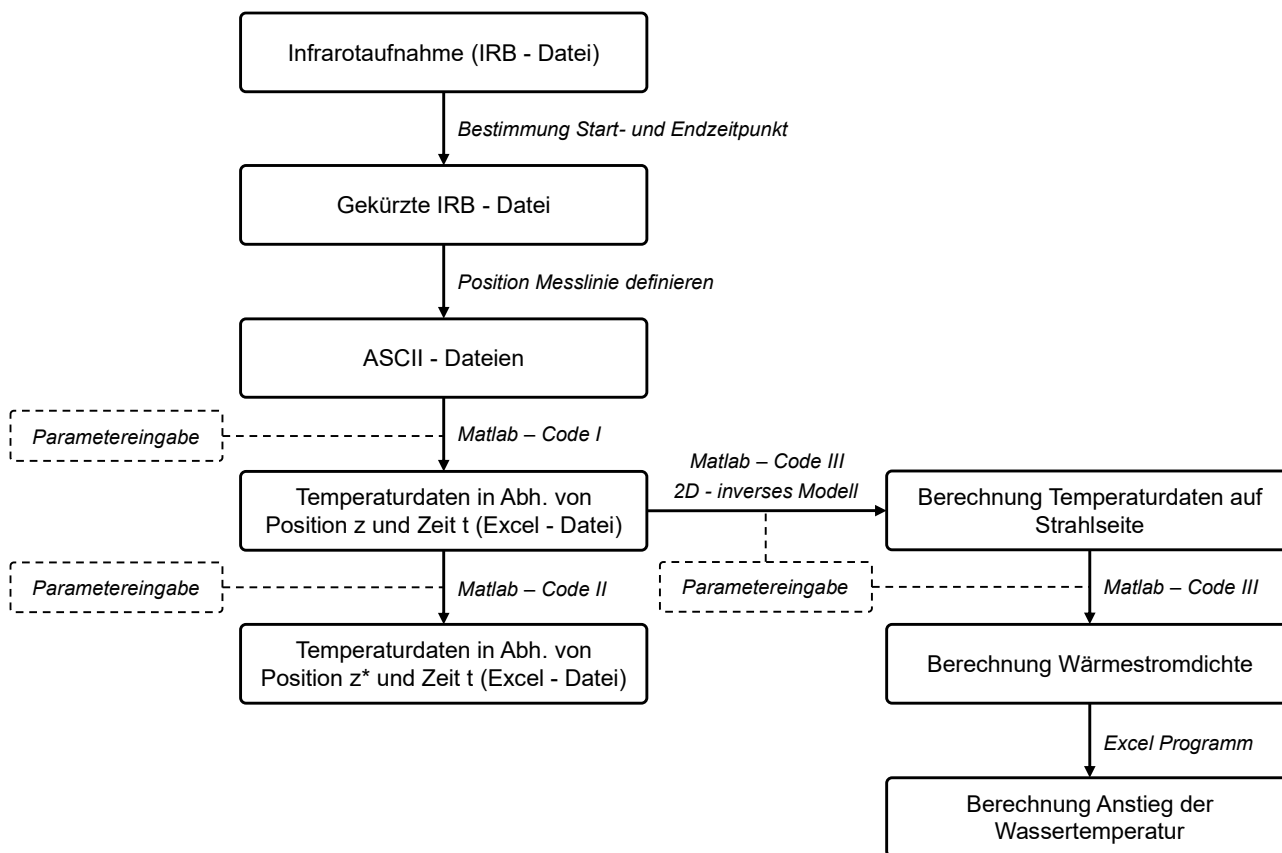 Infrarotaufnahme (IRB - Datei)
Bestimmung Start- und Endzeitpunkt
Gekürzte IRB - Datei
Position Messlinie definieren
ASCII - Dateien
Parametereingabe
Matlab – Code I
Temperaturdaten in Abh. von
Position z und Zeit t (Excel - Datei)
Matlab – Code III
2D - inverses Modell
Berechnung Temperaturdaten auf
Strahlseite
Parametereingabe
Matlab – Code II
Parametereingabe
Matlab – Code III
Temperaturdaten in Abh. von
Position z* und Zeit t (Excel - Datei)
Berechnung Wärmestromdichte
Excel Programm
Berechnung Anstieg der
Wassertemperatur